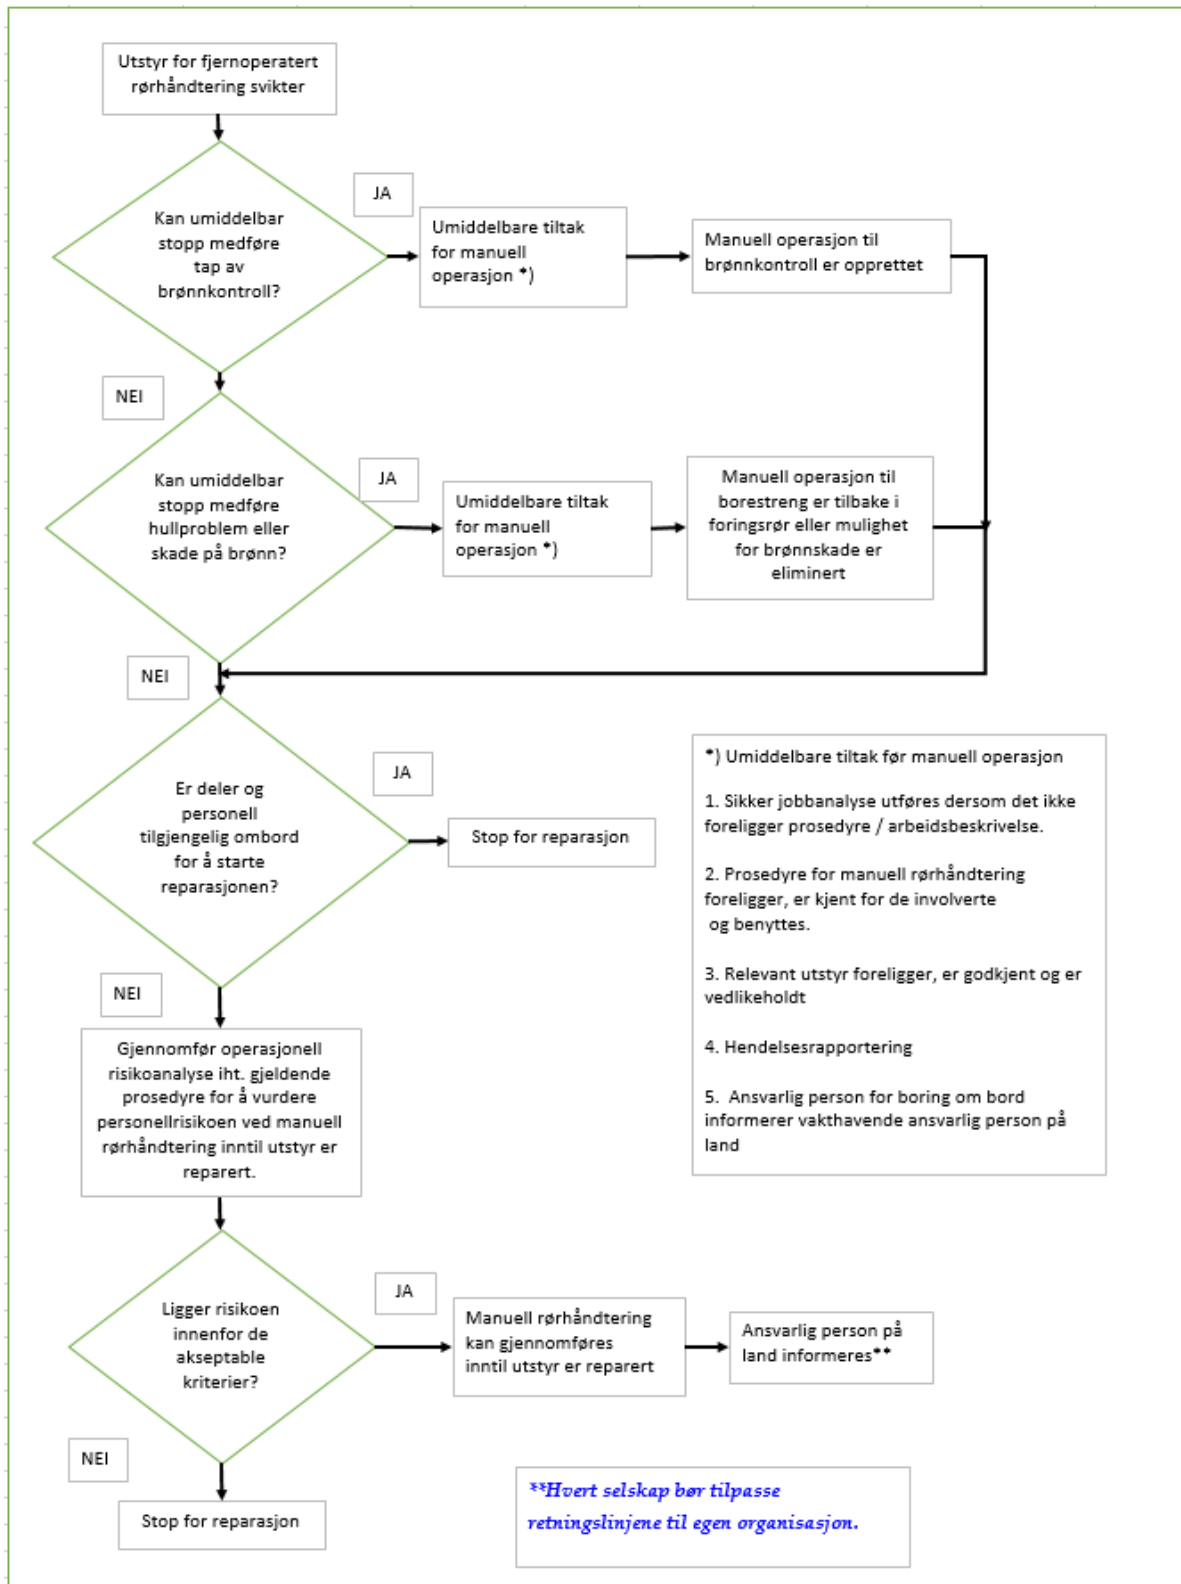 Utstyr for fjernoperatert
rørhåndtering svikter
JA
Kan umiddelbar
stopp medføre
tap av
brønnkontroll?
Umiddelbare tiltak
for manuell
operasjon *)
Manuell operasjon til
brønnkontroll er opprettet
NEI
JA
Kan umiddelbar
stopp medføre
hullproblem eller
skade på brønn?
Umiddelbare tiltak
for manuell
operasjon *)
Manuell operasjon til
borestreng er tilbake i
foringsrør eller mulighet
for brønnskade er
eliminert
NEI
JA
Er deler og
personell
tilgjengelig ombord
for å starte
reparasjonen?
Stop for reparasjon
*) Umiddelbare tiltak før manuell operasjon
1. Sikker jobbanalyse utføres dersom det ikke
foreligger prosedyre / arbeidsbeskrivelse.
2. Prosedyre for manuell rørhåndtering
foreligger, er kjent for de involverte
og benyttes.
3. Relevant utstyr foreligger, er godkjent og er
vedlikeholdt
4. Hendelsesrapportering
5. Ansvarlig person for boring om bord
informerer vakthavende ansvarlig person på
land
NEI
Gjennomfør operasjonell
risikoanalyse iht. gjeldende
prosedyre for å vurdere
personellrisikoen ved manuell
rørhåndtering inntil utstyr er
reparert.
JA
Ligger risikoen
innenfor de
akseptable
kriterier?
Manuell rørhåndtering
kan gjennomføres
inntil utstyr er reparert
Ansvarlig person på
land informeres**
NEI
Stop for reparasjon
**Hvert selskap bør tilpasse
retningslinjene til egen organisasjon.